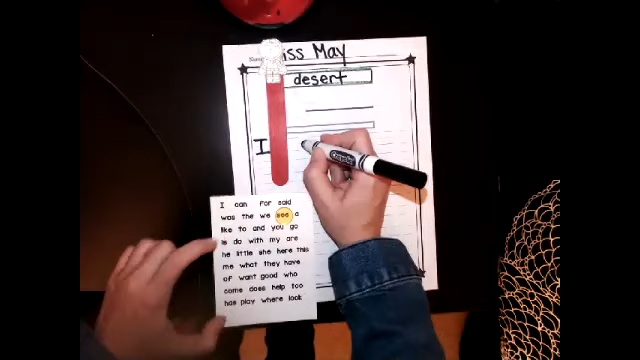 Name iss May
desert
I
Crayola
I can for said
was the we see a
like to and you go
is do with my are
he little she here this
me what they have
of want good who
come does help too
has play where look